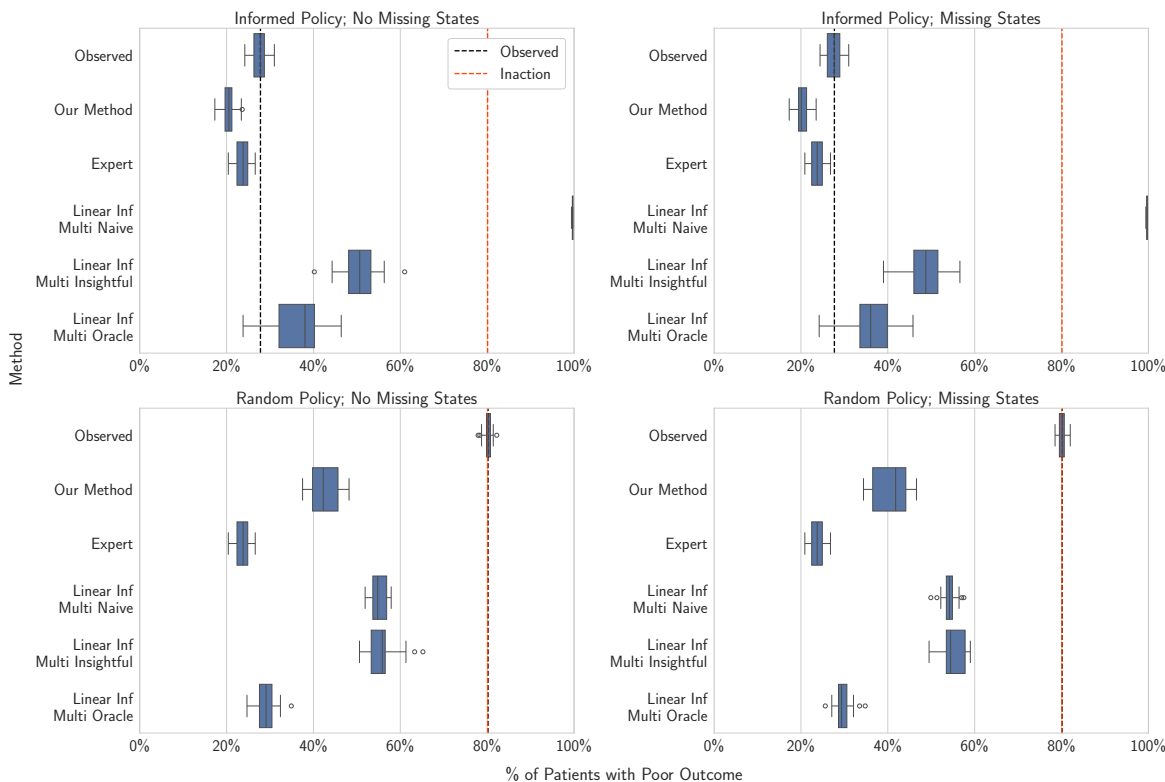 Informed Policy; No Missing States
Observed
Our Method
Expert
Linear Inf
Multi Naive
Linear Inf
Multi Insightful
Linear Inf
Multi Oracle
Observed
Inaction
0%
20%
40%
60%
80%
100%
Informed Policy; Missing States
Observed
Our Method
Expert
Linear Inf
Multi Naive
Linear Inf
Multi Insightful
Linear Inf
Multi Oracle
0%
20%
40%
60%
80%
100%
Method
Random Policy; No Missing States
Observed
Our Method
Expert
Linear Inf
Multi Naive
Linear Inf
Multi Insightful
Linear Inf
Multi Oracle
0%
20%
40%
60%
80%
100%
Random Policy; Missing States
Observed
Our Method
Expert
Linear Inf
Multi Naive
Linear Inf
Multi Insightful
Linear Inf
Multi Oracle
0%
20%
40%
60%
80%
100%
% of Patients with Poor Outcome